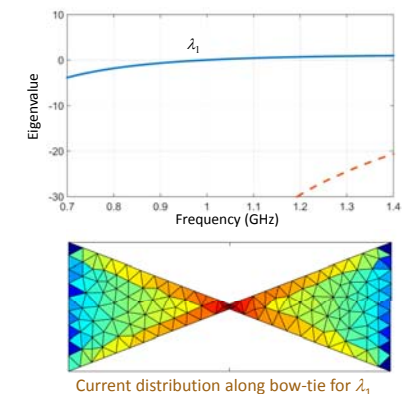 10
λ1
0
Eigenvalue
-10
-20
-30
0.7 0.8 0.9 1 1.1 1.2 1.3 1.4
Frequency (GHz)
Current distribution along bow-tie for λ1